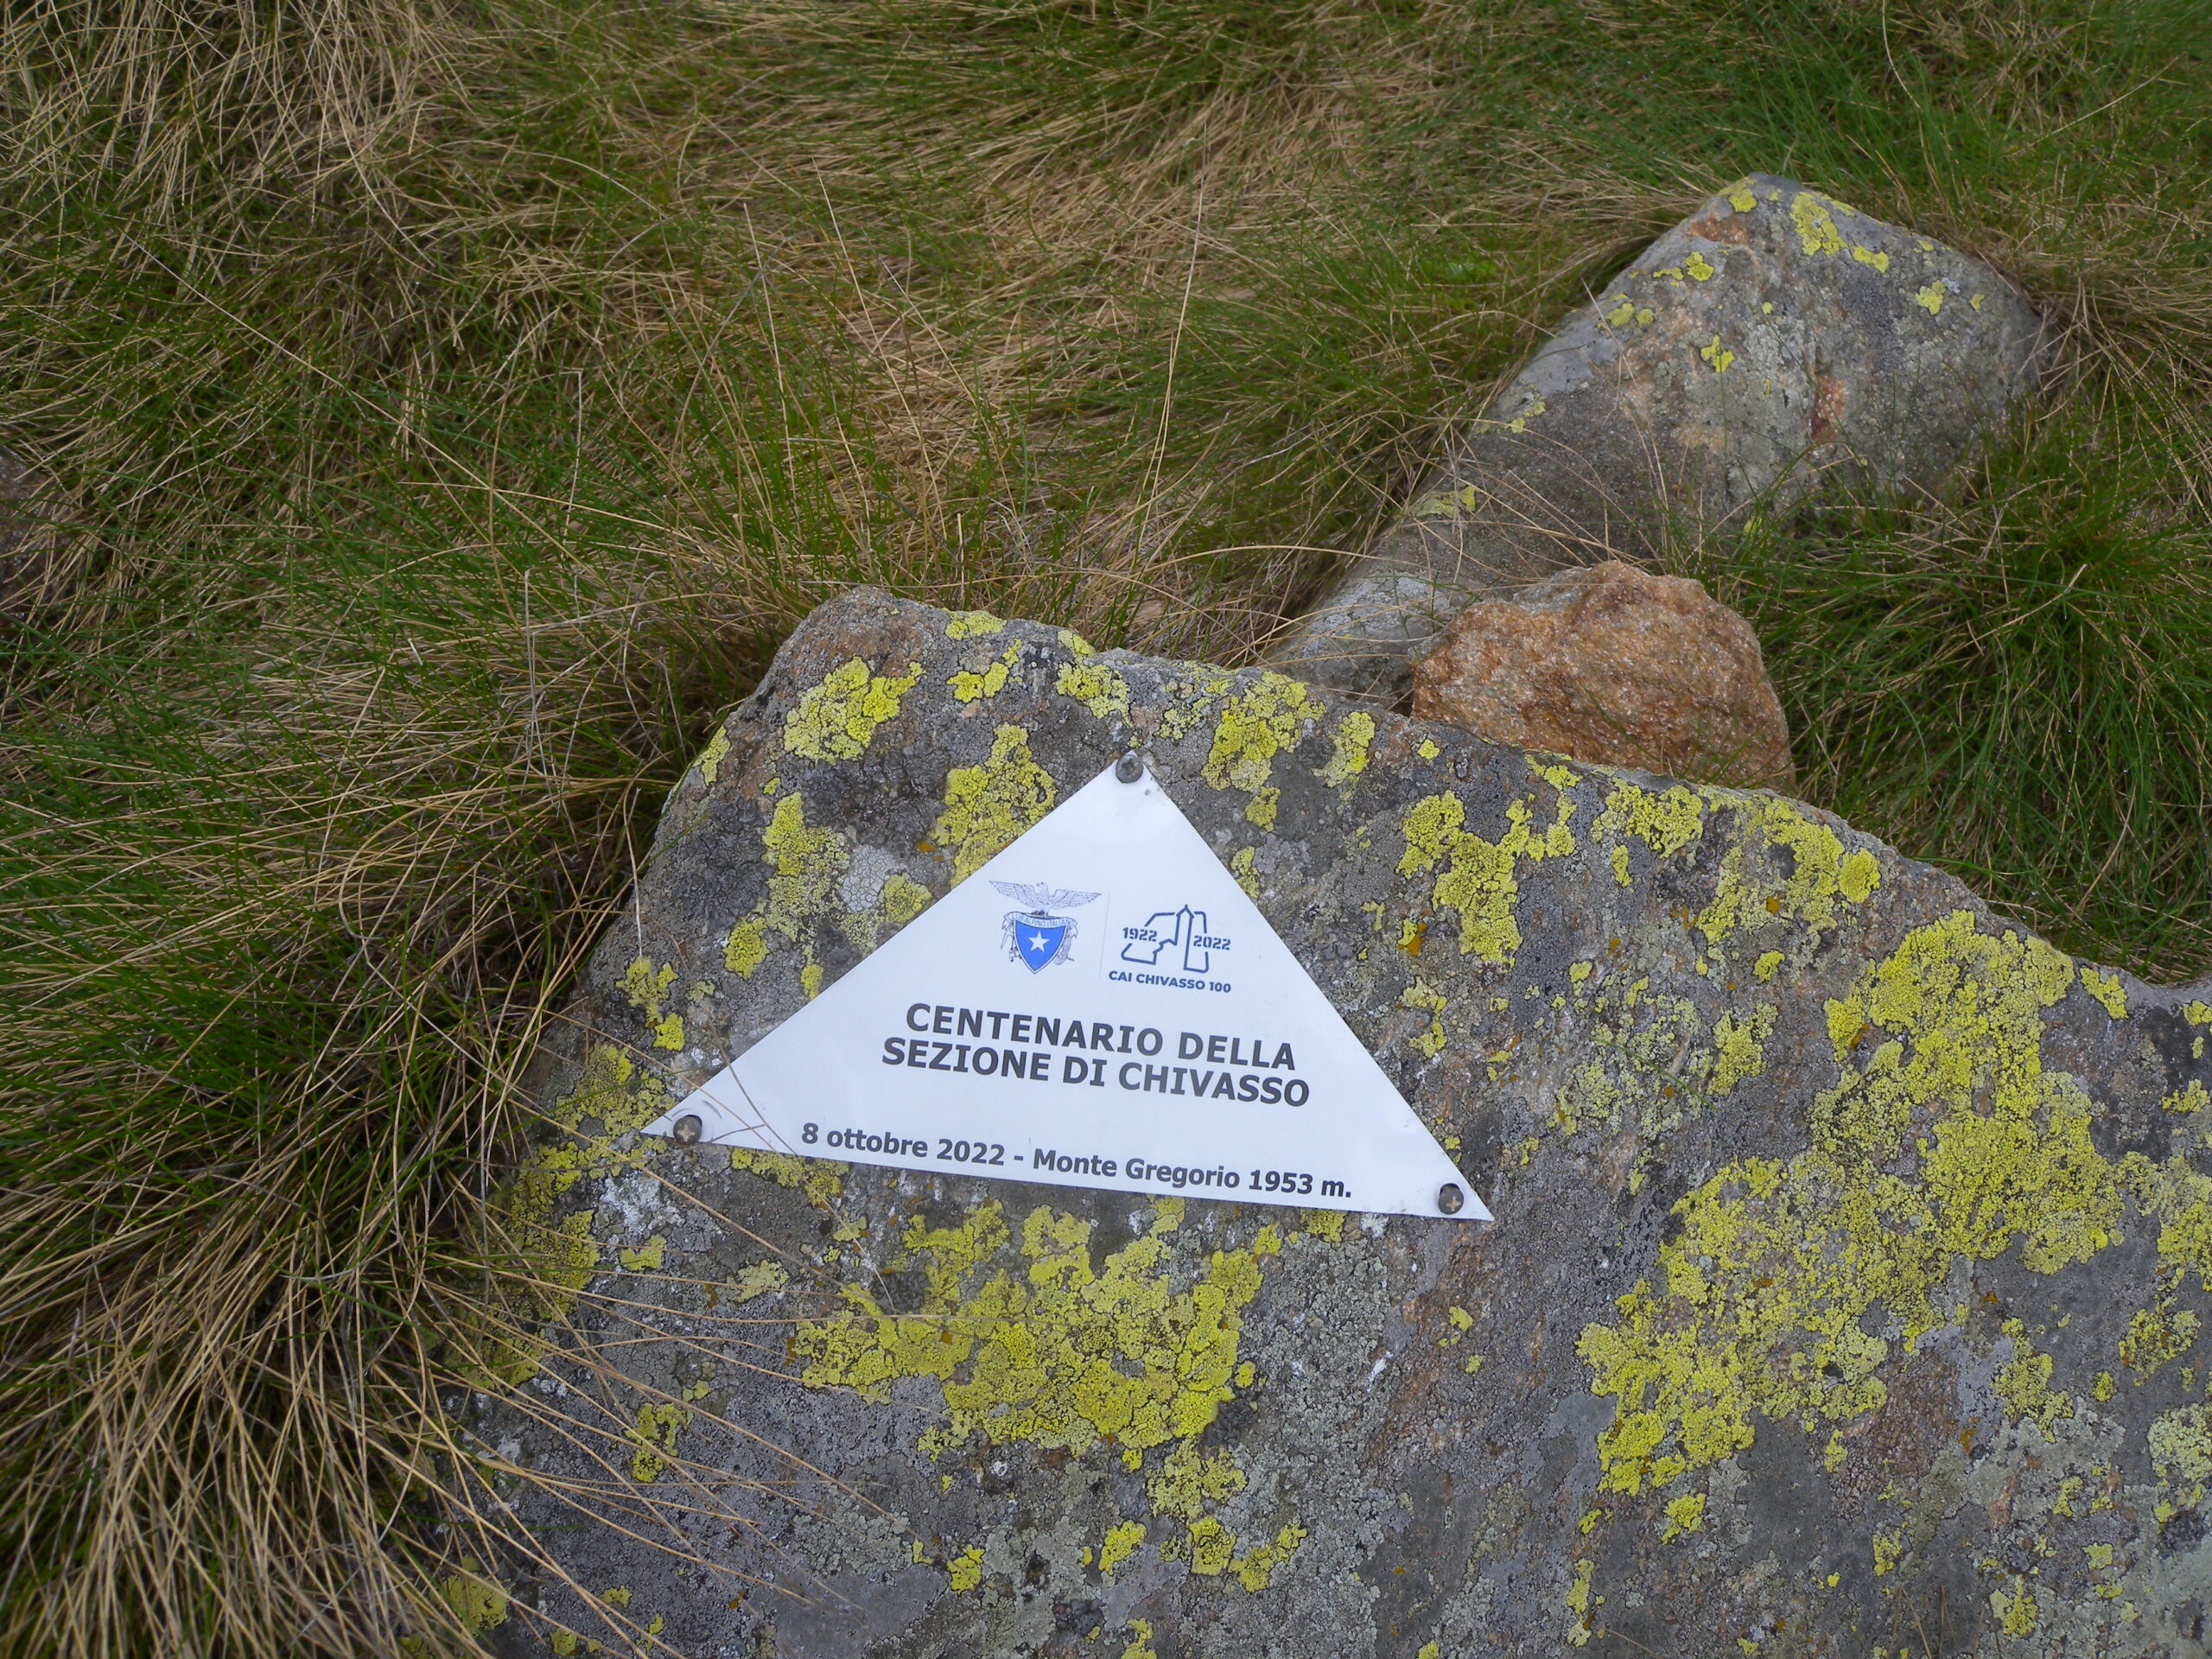 1922 2022
CAI CHIVASSO 100
CENTENARIO DELLA
SEZIONE DI CHIVASSO
8 ottobre 2022 - Monte Gregorio 1953 m.